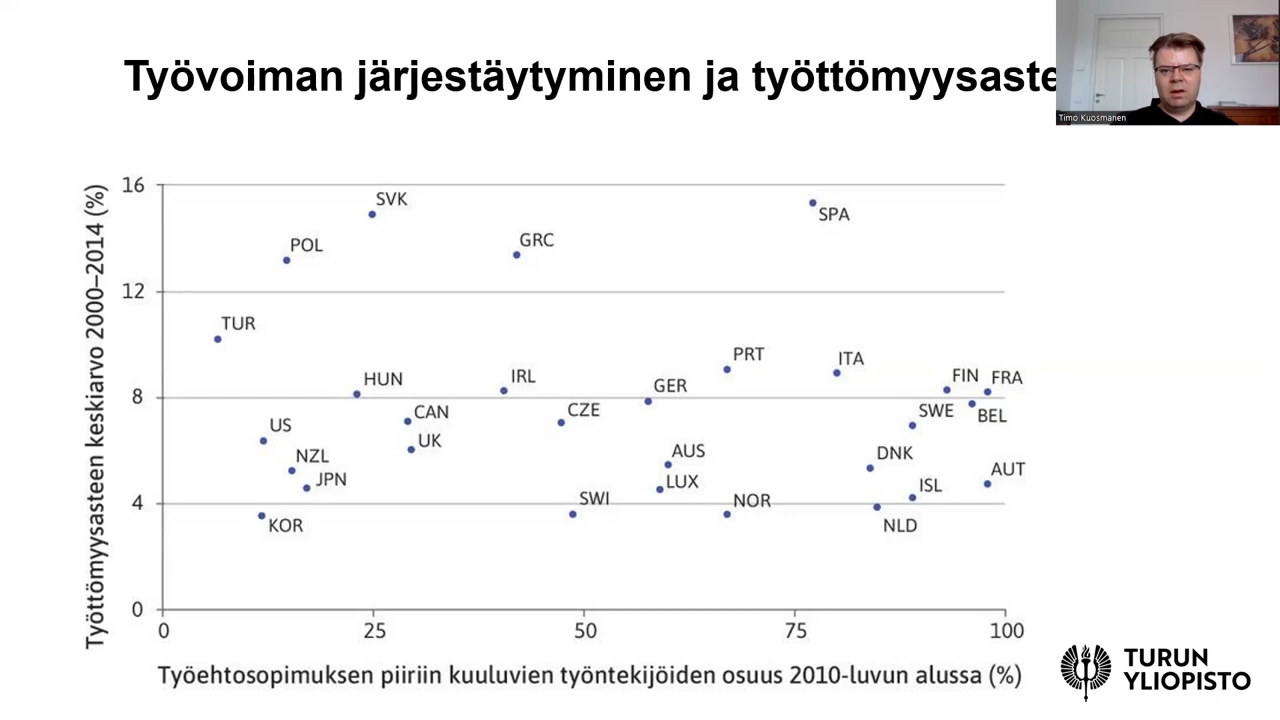 Työvoiman järjestäytyminen ja työttömyysaste
Timo Kuosmanen
Työttömyysasteen keskiarvo 2000–2014 (%)
16
SVK
SPA
POL
GRC
12
TUR
PRT
ITA
HUN
IRL
GER
FIN
FRA
8
US
CAN
CZE
SWE
BEL
UK
NZL
AUS
DNK
JPN
LUX
ISL
AUT
4
KOR
SWI
NOR
NLD
0
0 25 50 75 100
Työehtosopimuksen piiriin kuuluvien työntekijöiden osuus 2010-luvun alussa (%)
TURUN
YLIOPISTO